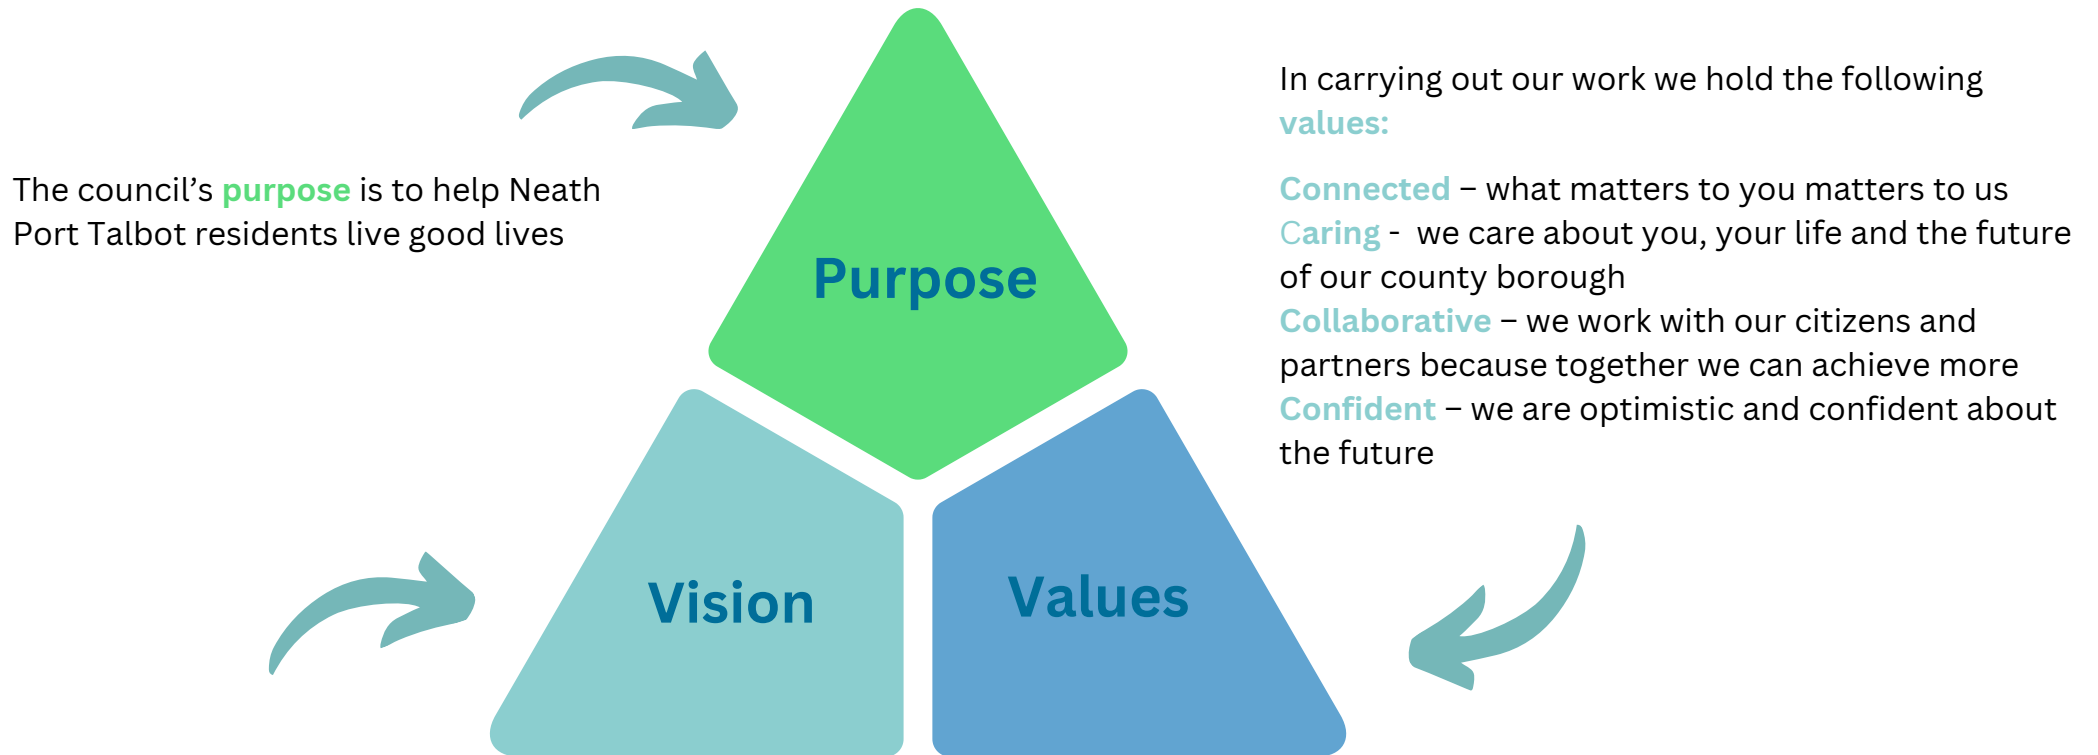 The council’s purpose is to help Neath
Port Talbot residents live good lives
Purpose
Vision
Values
In carrying out our work we hold the following
values:
Connected – what matters to you matters to us
Caring - we care about you, your life and the future
of our county borough
Collaborative – we work with our citizens and
partners because together we can achieve more
Confident – we are optimistic and confident about
the future